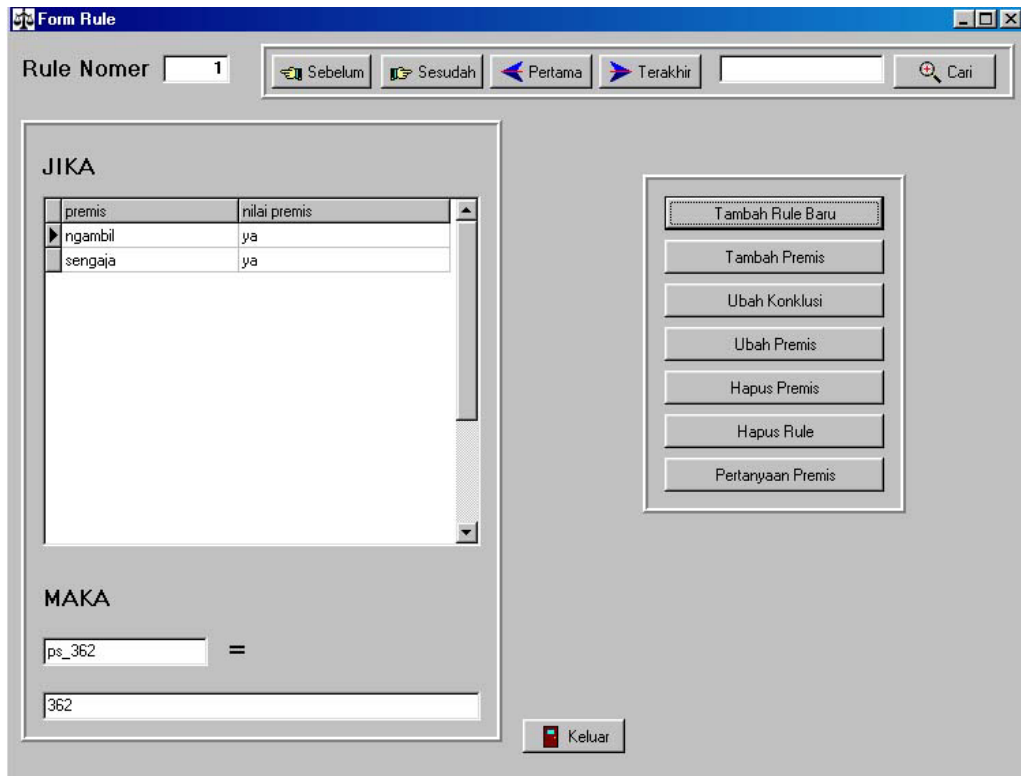 Form Rule
Rule Nomer 1 Sebelum Sesudah Pertama Terakhir Cari
JIKA
premis nilai premis
ngambil ya
sengaja ya
MAKA
ps_362 =
362
Tambah Rule Baru
Tambah Premis
Ubah Konklusi
Ubah Premis
Hapus Premis
Hapus Rule
Pertanyaan Premis
Keluar